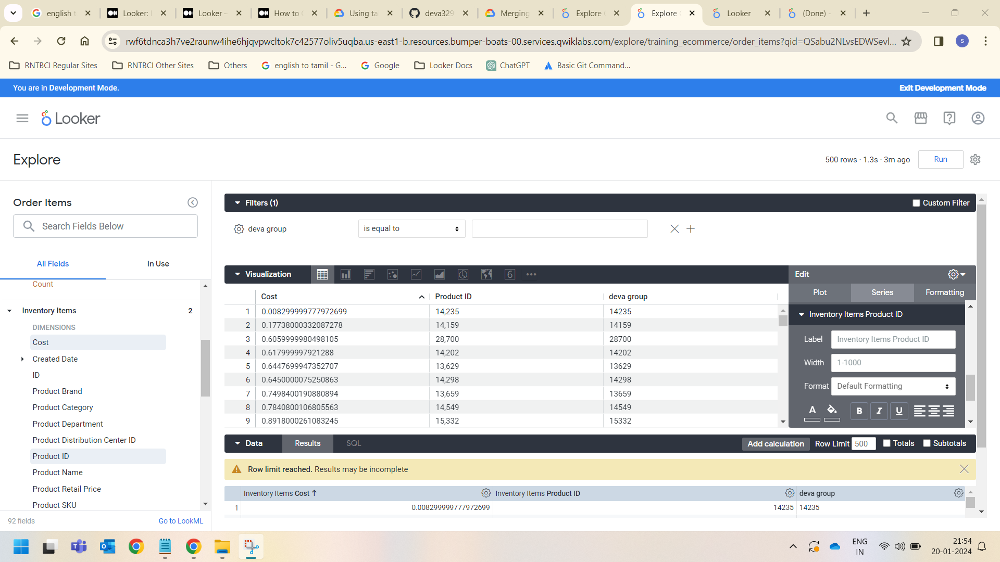 english t
Looker:
Looker –
How to C
Using ta
deva329
Merging
Explore
Explore
Looker
(Done) -
rwf6tdnca3h7ve2raunw4ihe6hjqvpwcltok7c42577oliv5uqba.us-east1-b.resources.bumper-boats-00.services.qwiklabs.com/explore/training_ecommerce/order_items?qid=QSabu2NLvsEDWSevl...
S
RNTBCI Regular Sites
RNTBCI Other Sites
Others
english to tamil - G...
Google
Looker Docs
ChatGPT
Basic Git Command...
You are in Development Mode.
Exit Development Mode
Looker
Explore
500 rows · 1.3s · 3m ago
Run
Order Items
Search Fields Below
All Fields
In Use
Count
Inventory Items 2
DIMENSIONS
Cost
Created Date
ID
Product Brand
Product Category
Product Department
Product Distribution Center ID
Product ID
Product Name
Product Retail Price
Product SKU
92 fields
Go to LookML
Filters (1)
Custom Filter
deva group
is equal to
Visualization
6
Edit
Plot
Series
Formatting
Cost Product ID deva group
1 0.008299999777972699 14,235 14235
2 0.17738000332087278 14,159 14159
3 0.6059999980498105 28,700 28700
4 0.617999997921288 14,202 14202
5 0.6447699947352707 13,629 13629
6 0.6450000075250863 14,298 14298
7 0.7498400190880894 13,659 13659
8 0.7840800106805563 14,549 14549
9 0.8918000261083245 15,332 15332
Inventory Items Product ID
Label Inventory Items Product ID
Width 1-1000
Format Default Formatting
A B I U
Data
Results
SQL
Add calculation
Row Limit 500
Totals
Subtotals
Row limit reached. Results may be incomplete
Inventory Items Cost ↑ Inventory Items Product ID deva group
1 0.008299999777972699 14235 14235
ENG
IN
21:54
20-01-2024